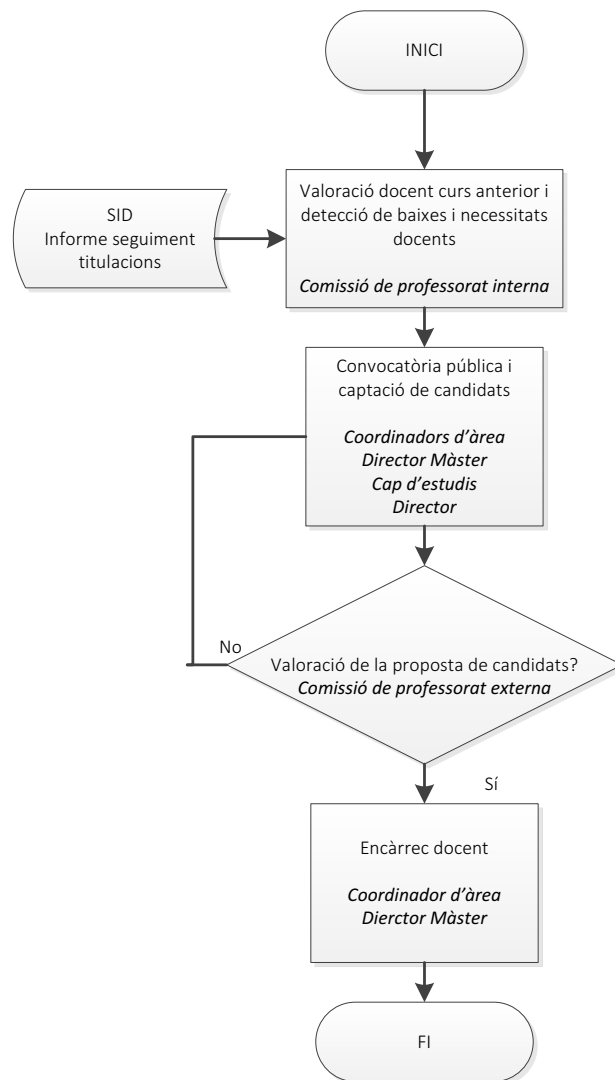 INICI
SID
Informe seguiment
titulacions
Valoració docent curs anterior i
detecció de baixes i necessitats
docents
Comissió de professorat interna
Convocatòria pública i
captació de candidats
Coordinadors d’àrea
Director Màster
Cap d’estudis
Director
No
Valoració de la proposta de candidats?
Comissió de professorat externa
Sí
Encàrrec docent
Coordinador d’àrea
Dierctor Màster
FI